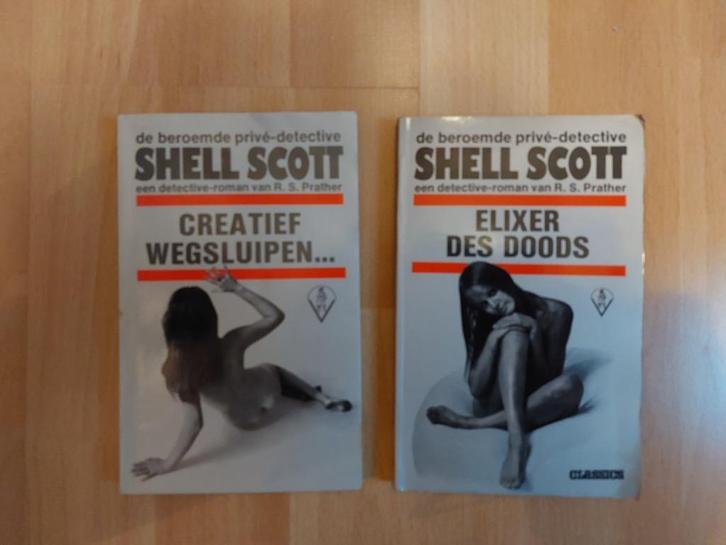 de beroemde privé-detective
SHELL SCOTT
een detective-roman van R. S. Prather
CREATIEF
WEGSLUIPEN...
de beroemde privé-detective
SHELL SCOTT
een detective-roman van R. S. Prather
ELIXER
DES DOODS
CLASSICS